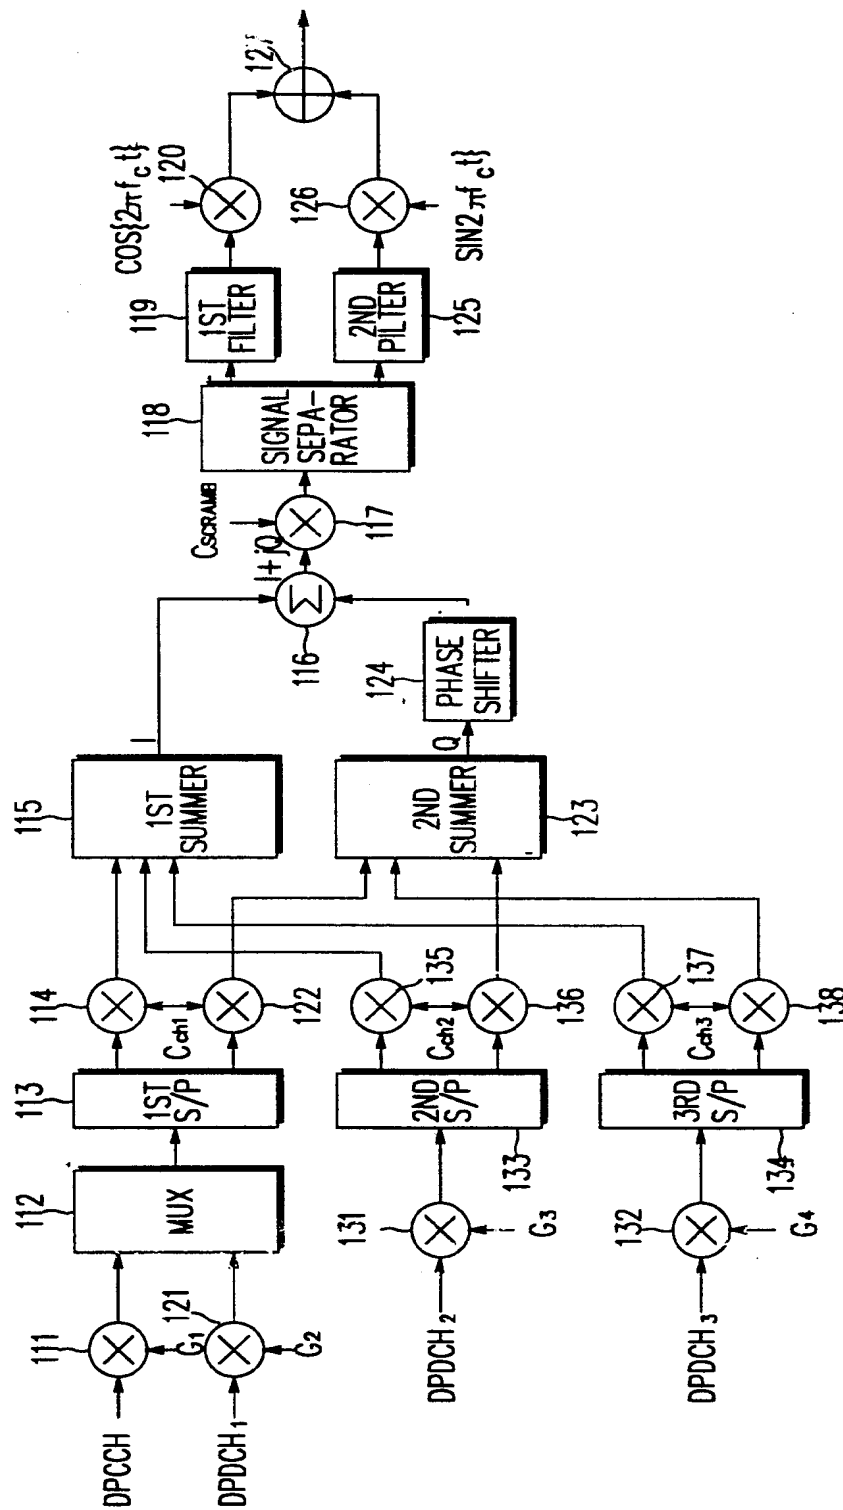 DPCCH
111
G1
DPDCH1
121
G2
112
MUX
113
1ST
S/P
114
Cch1
122
115
1ST
SUMMER
I
DPDCH2
131
G3
133
2ND
S/P
135
Cch2
136
2ND
SUMMER
123
Q
124
PHASE
SHIFTER
DPDCH3
132
G4
134
3RD
S/P
137
Cch3
138
116
Σ
I+jQ
CSCRAMB
117
118
SIGNAL
SEPA-
RATOR
119
1ST
FILTER
COS{2πfct}
120
2ND
PILTER
125
126
SIN2πfct}
127